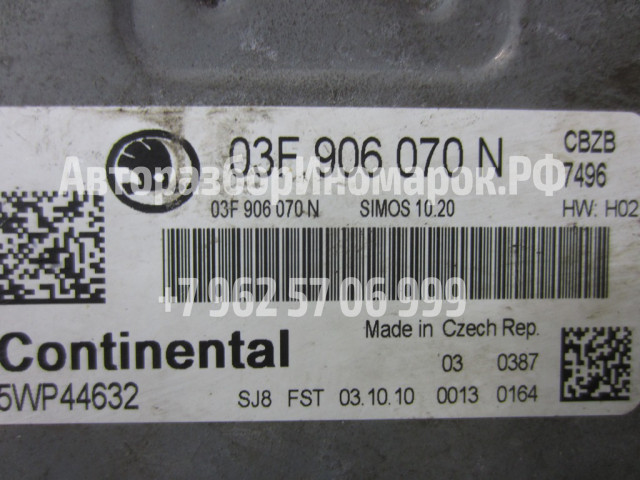 03F 906 070 N
CBZB
7496
АвторазборИномарок.РФ
03F 906 070 N SIMOS 10.20 HW: H02
+7 962 57 06 999
Made in Czech Rep.
Continental
03 0387
5WP44632
SJ8 FST 03.10.10 0013 0164